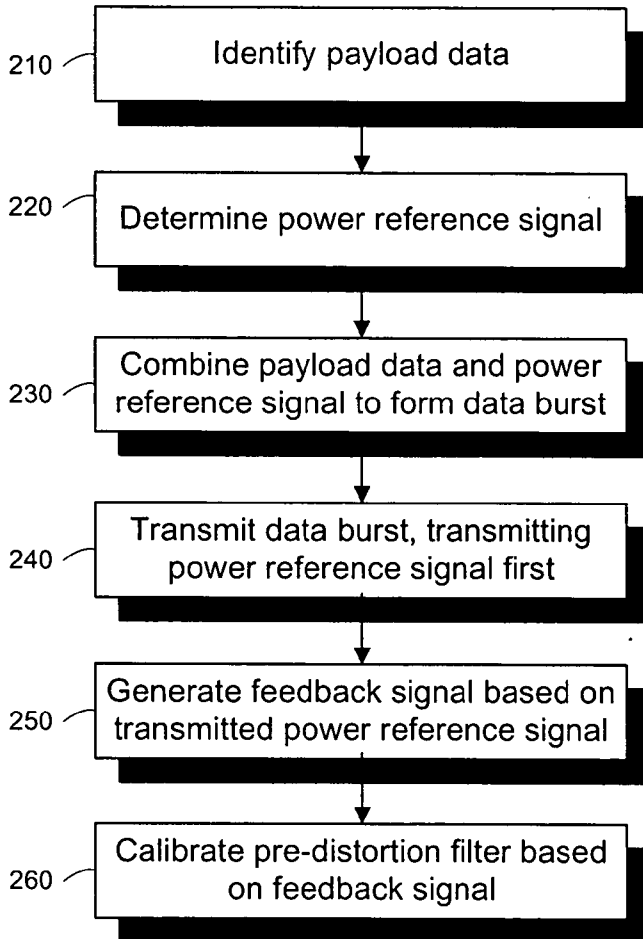 210
Identify payload data
220
Determine power reference signal
230
Combine payload data and power
reference signal to form data burst
240
Transmit data burst, transmitting
power reference signal first
250
Generate feedback signal based on
transmitted power reference signal
260
Calibrate pre-distortion filter based
on feedback signal